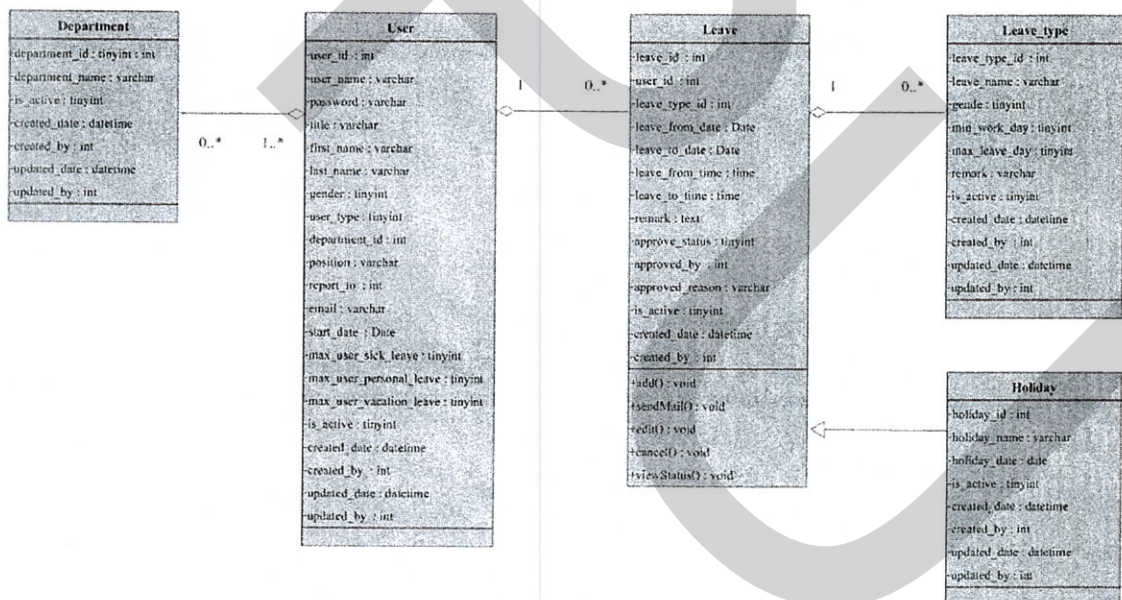 Department
-department_id : tinyint : int
-department_name : varchar
-is_active : tinyint
-created_date : datetime
-created_by : int
-updated_date : datetime
-updated_by : int
0..*
1..*
User
-user_id : int
-user_name : varchar
-password : varchar
-title : varchar
-first_name : varchar
-last_name : varchar
-gender : tinyint
-user_type : tinyint
-department_id : int
-position : varchar
-report_to : int
-email : varchar
-start_date : Date
-max_user_sick_leave : tinyint
-max_user_personal_leave : tinyint
-max_user_vacation_leave : tinyint
-is_active : tinyint
-created_date : datetime
-created_by : int
-updated_date : datetime
-updated_by : int
1
0..*
Leave
-leave_id : int
-user_id : int
-leave_type_id : int
-leave_from_date : Date
-leave_to_date : Date
-leave_from_time : time
-leave_to_time : time
-remark : text
-approve_status : tinyint
-approved_by : int
-approved_reason : varchar
-is_active : tinyint
-created_date : datetime
-created_by : int
+add() : void
+sendMail() : void
+edit() : void
+cancel() : void
+viewStatus() : void
1
0..*
Leave_type
-leave_type_id : int
-leave_name : varchar
-gende : tinyint
-min_work_day : tinyint
-max_leave_day : tinyint
-remark : varchar
-is_active : tinyint
-created_date : datetime
-created_by : int
-updated_date : datetime
-updated_by : int
Holiday
-holiday_id : int
-holiday_name : varchar
-holiday_date : date
-is_active : tinyint
-created_date : datetime
-created_by : int
-updated_date : datetime
-updated_by : int